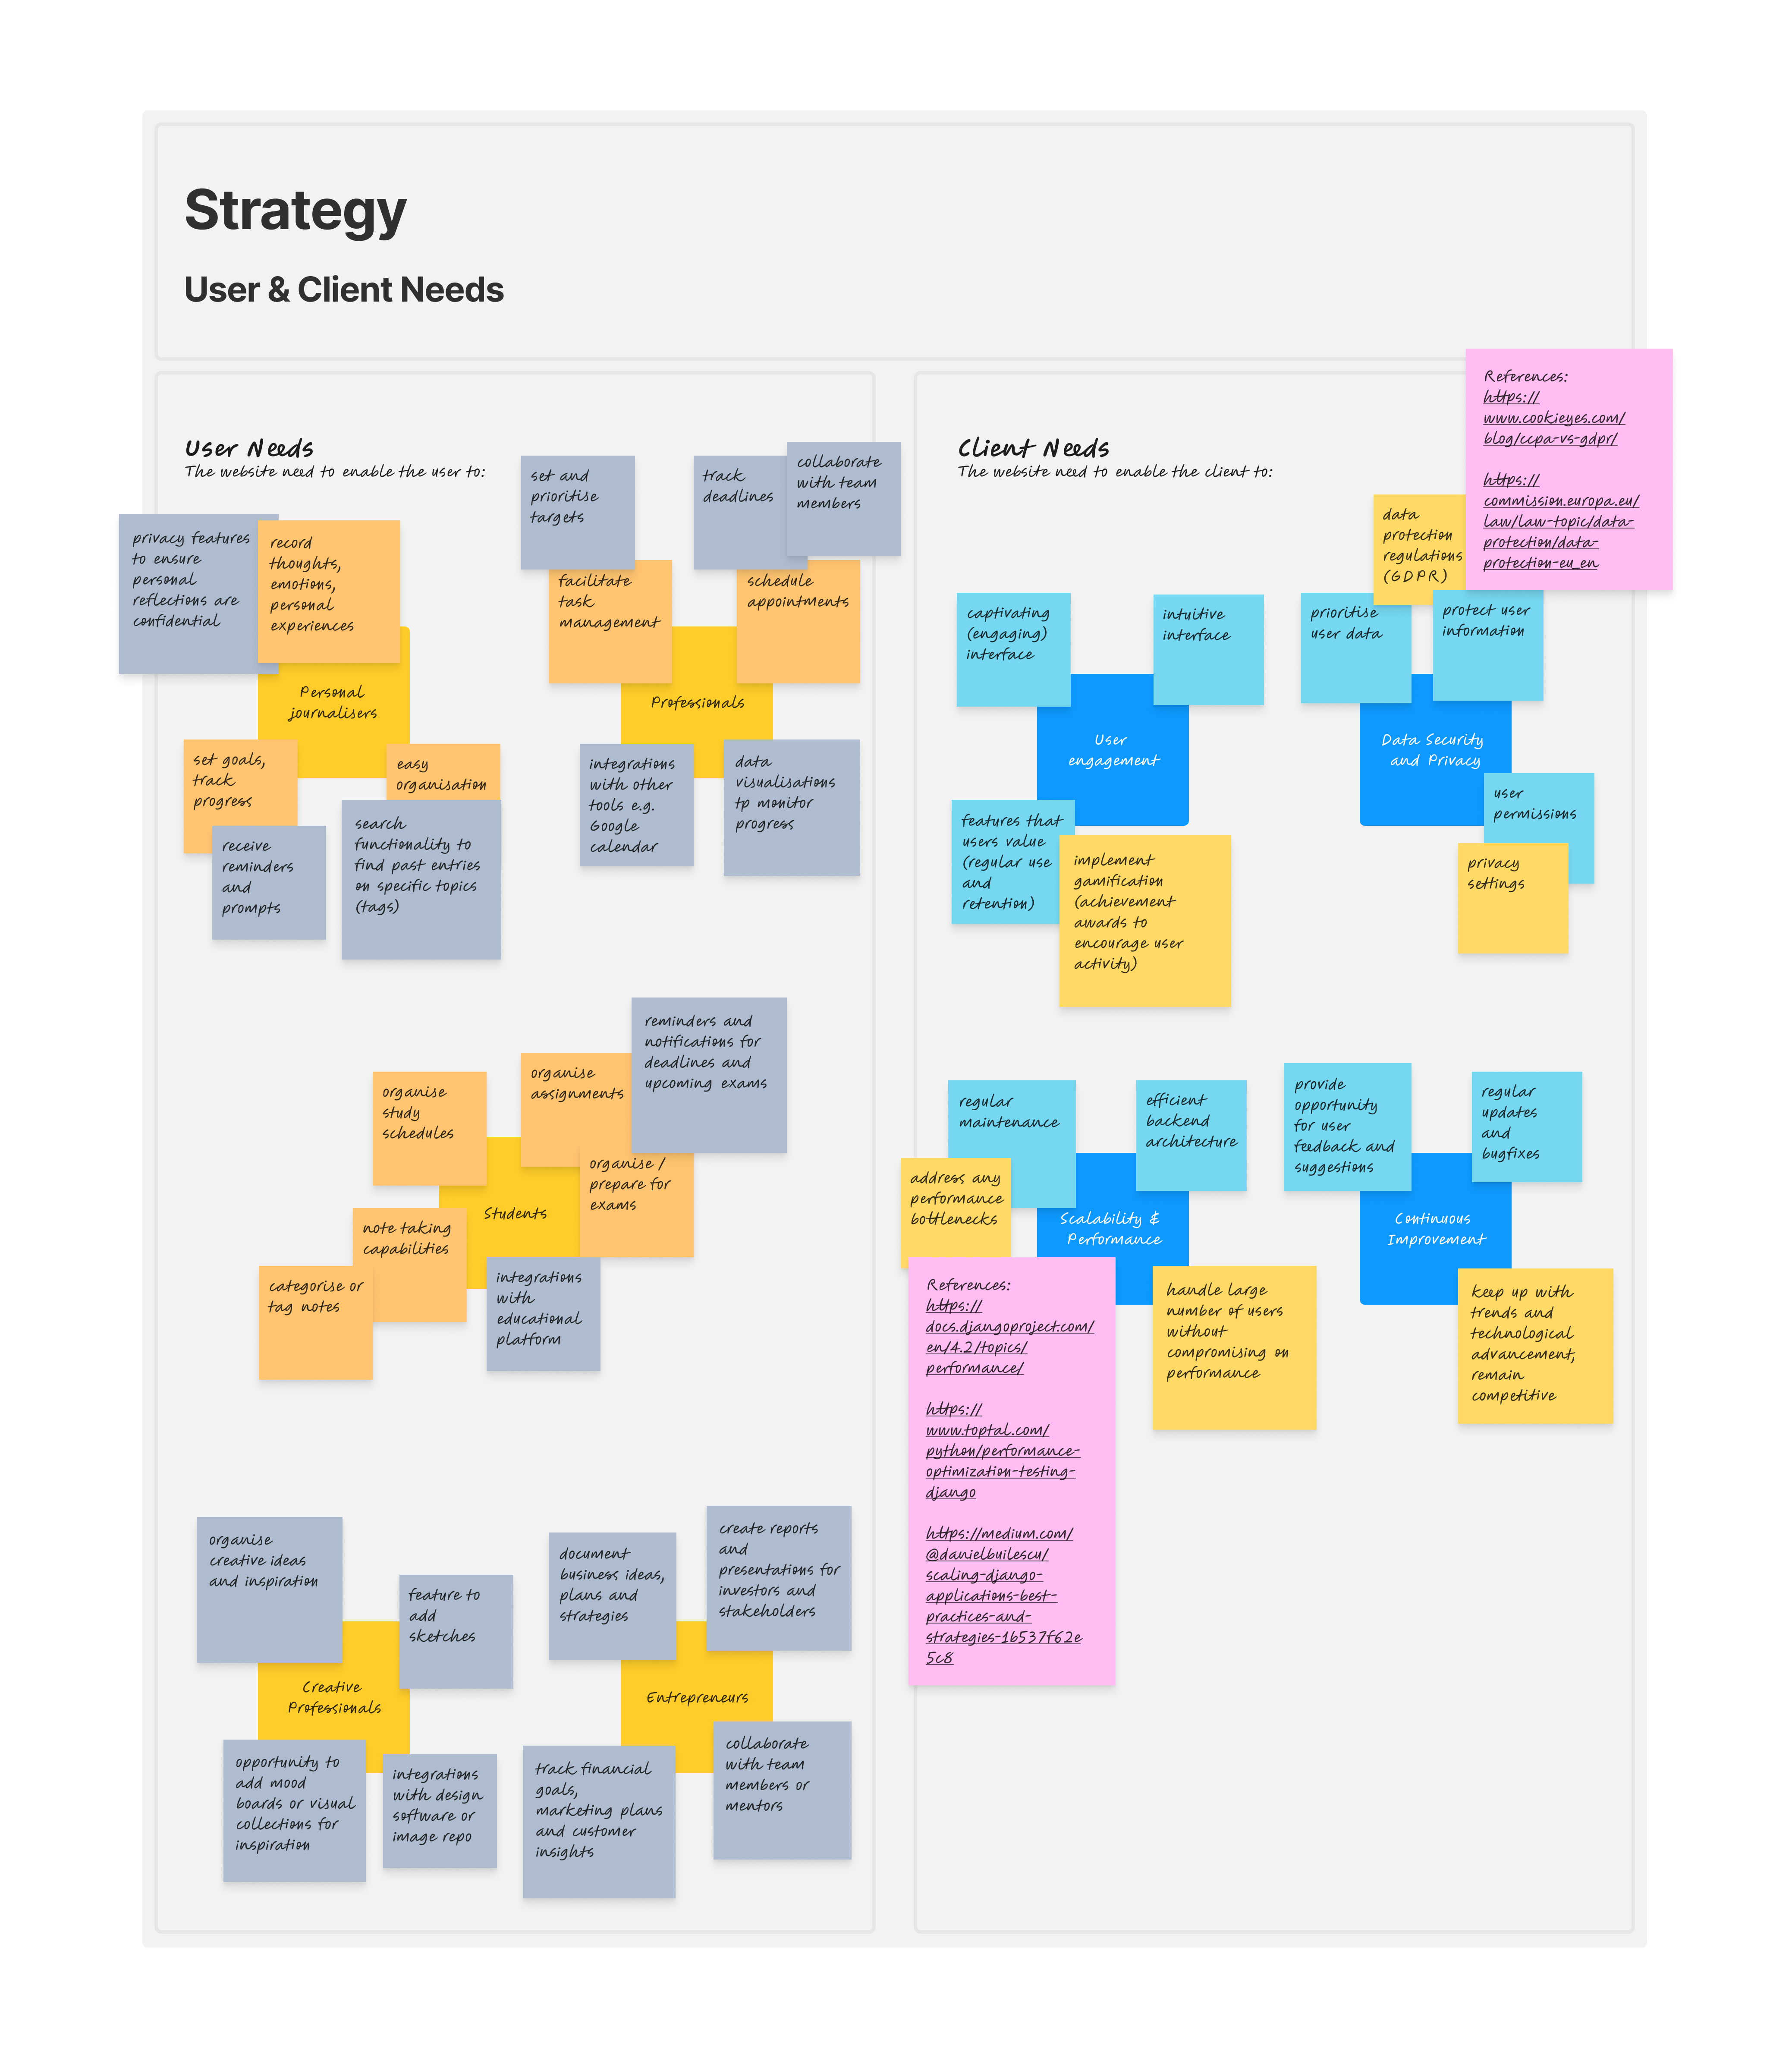 Strategy
User & Client Needs
User Needs
The website need to enable the user to:
privacy features
to ensure
personal
reflections are
confidential
record
thoughts,
emotions,
personal
experiences
Personal
journalisers
set goals,
track
progress
receive
reminders
and
prompts
easy
organisation
search
functionality to
find past entries
on specific topics
(tags)
set and
prioritise
targets
track
deadlines
collaborate
with team
members
facilitate
task
management
schedule
appointments
Professionals
integrations
with other
tools e.g.
Google
calendar
data
visualisations
tp monitor
progress
organise
study
schedules
organise
assignments
reminders and
notifications for
deadlines and
upcoming exams
organise /
prepare for
exams
Students
note taking
capabilities
categorise or
tag notes
integrations
with
educational
platform
organise
creative ideas
and inspiration
feature to
add
sketches
Creative
Professionals
opportunity to
add mood
boards or visual
collections for
inspiration
integrations
with design
software or
image repo
document
business ideas,
plans and
strategies
create reports
and
presentations for
investors and
stakeholders
Entrepreneurs
track financial
goals,
marketing plans
and customer
insights
collaborate
with team
members or
mentors
Client Needs
The website need to enable the client to:
captivating
(engaging)
interface
intuitive
interface
User
engagement
features that
users value
(regular use
and
retention)
implement
gamification
(achievement
awards to
encourage user
activity)
data
protection
regulations
(GDPR)
References:
https://
www.cookieyes.com/
blog/ccpa-vs-gdpr/
https://
commission.europa.eu/
law/law-topic/data-
protection/data-
protection-eu_en
prioritise
user data
protect user
information
Data Security
and Privacy
user
permissions
privacy
settings
regular
maintenance
efficient
backend
architecture
address any
performance
bottlenecks
Scalability &
Performance
References:
https://
docs.djangoproject.com/
en/4.2/topics/
performance/
https://
www.toptal.com/
python/performance-
optimization-testing-
django
https://medium.com/
@danielbuilescu/
scaling-django-
applications-best-
practices-and-
strategies-1b537f62e
5c8
handle large
number of users
without
compromising on
performance
provide
opportunity
for user
feedback and
suggestions
regular
updates
and
bugfixes
Continuous
Improvement
keep up with
trends and
technological
advancement,
remain
competitive